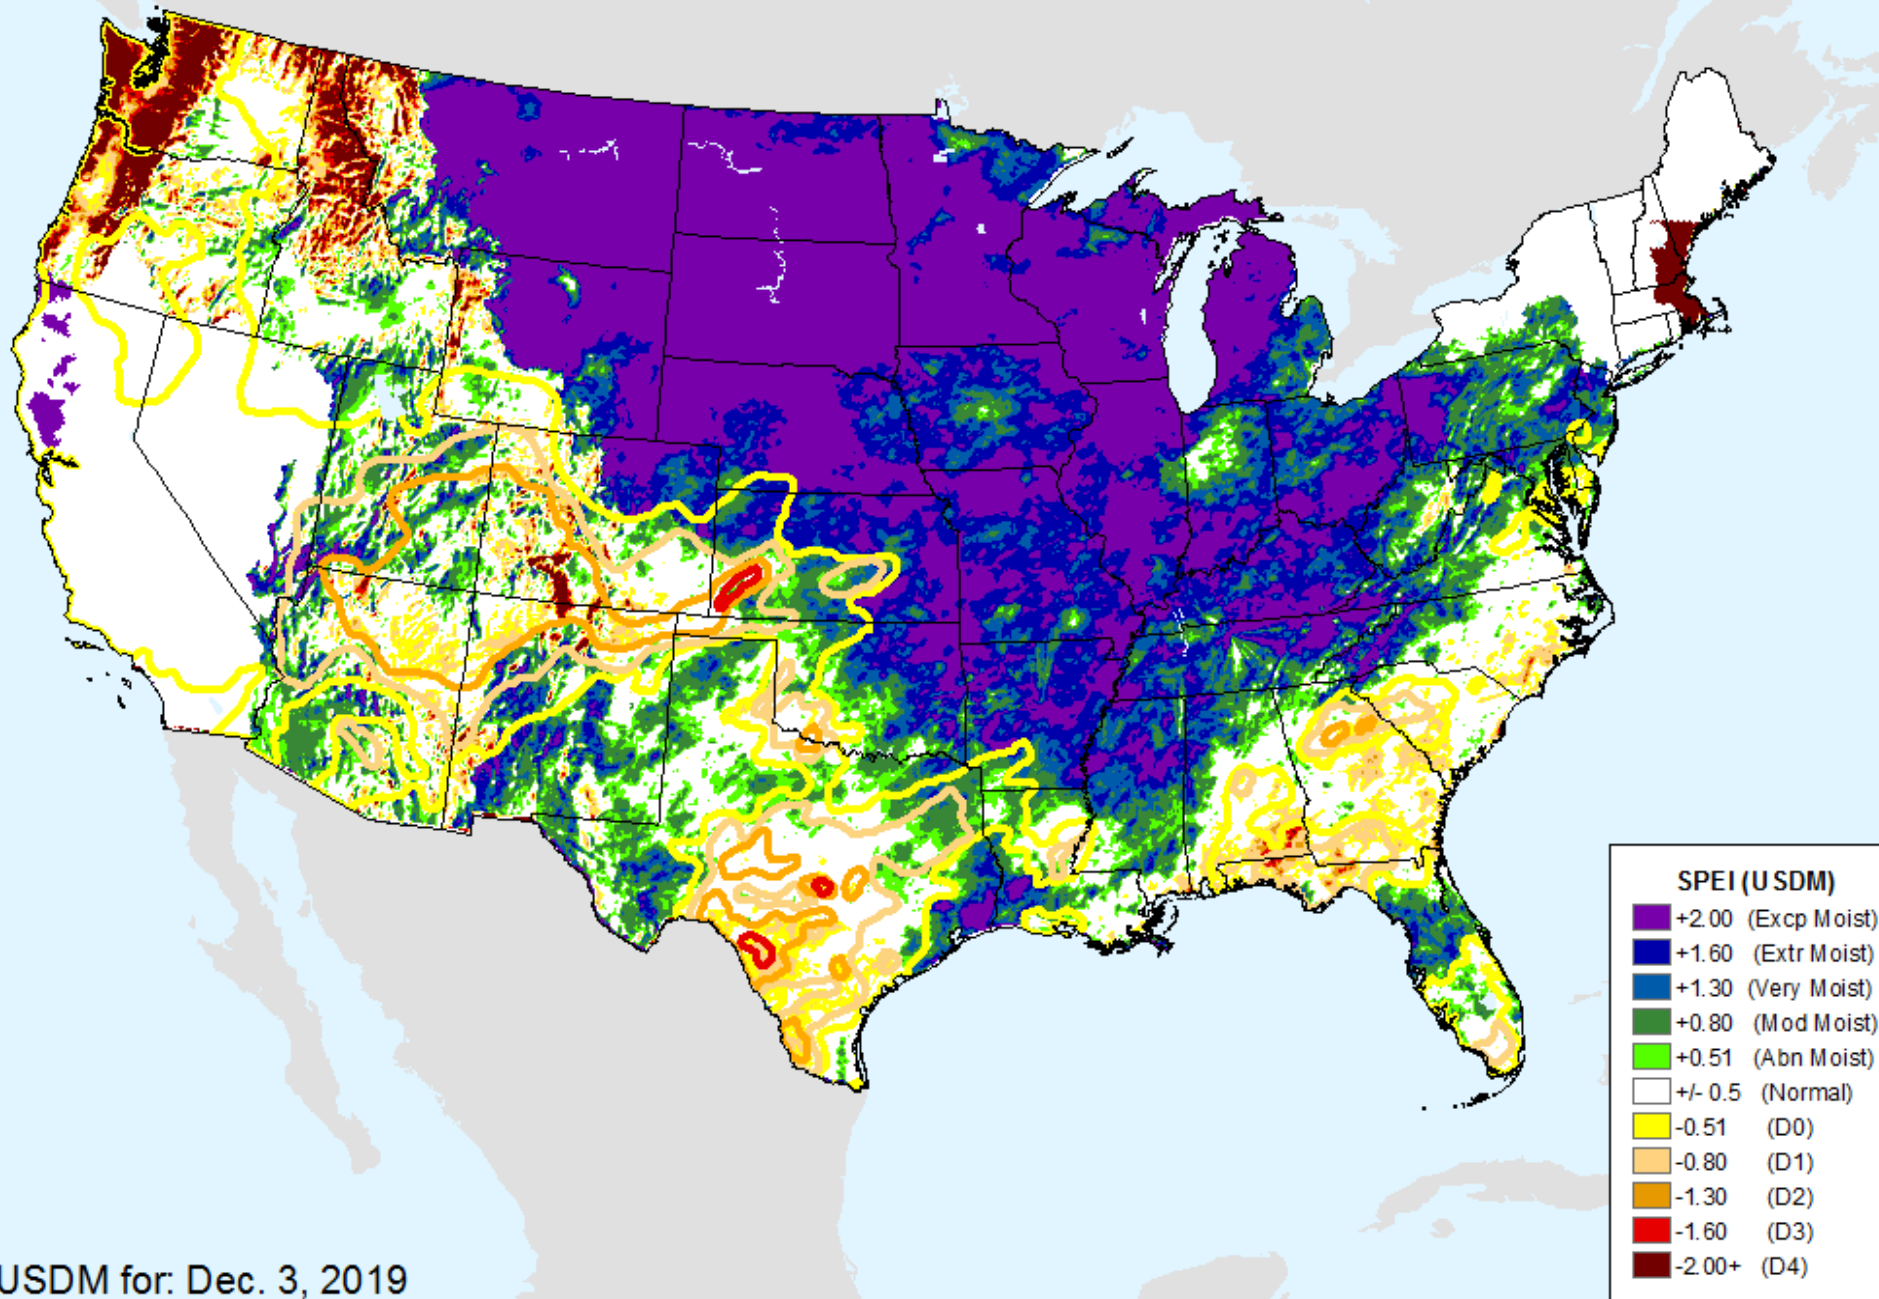 SPEI (USDM)
+2.00 (Excp Moist)
+1.60 (Extr Moist)
+1.30 (Very Moist)
+0.80 (Mod Moist)
+0.51 (Abn Moist)
+/- 0.5 (Normal)
-0.51 (D0)
-0.80 (D1)
-1.30 (D2)
-1.60 (D3)
-2.00+ (D4)
USDM for: Dec. 3, 2019